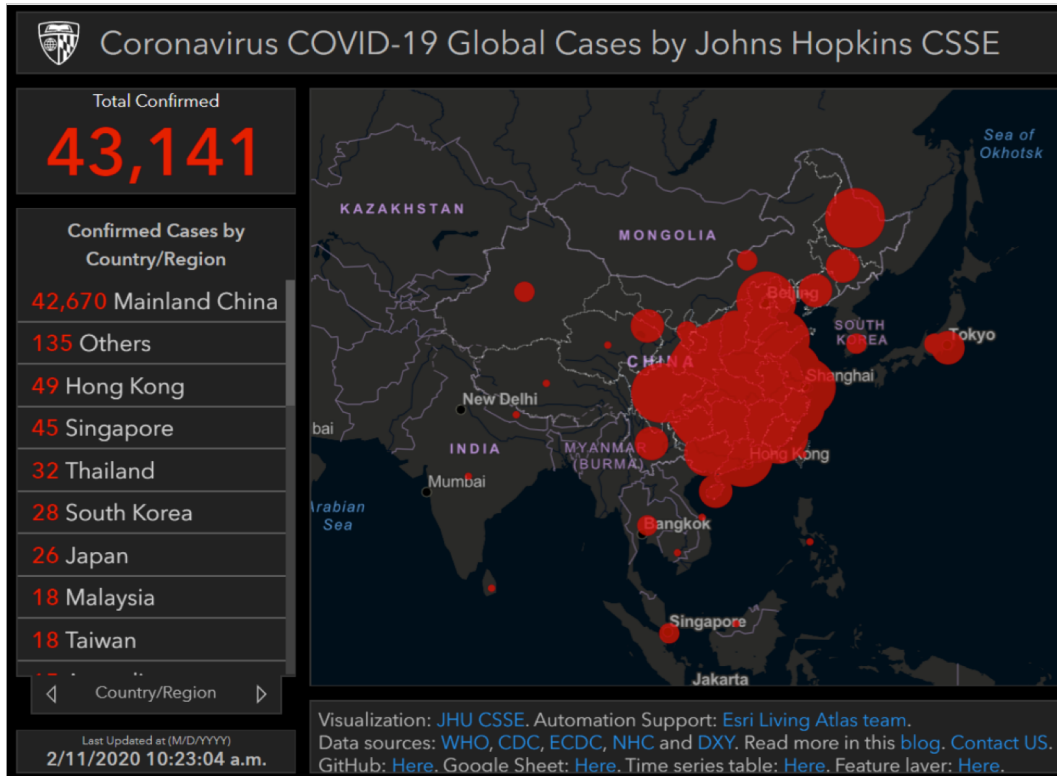 Coronavirus COVID-19 Global Cases by Johns Hopkins CSSE
Total Confirmed
43,141
Confirmed Cases by
Country/Region
42,670 Mainland China
135 Others
49 Hong Kong
45 Singapore
32 Thailand
28 South Korea
26 Japan
18 Malaysia
18 Taiwan
Country/Region
Last Updated at (M/D/YYYY)
2/11/2020 10:23:04 a.m.
Sea of
Okhotsk
KAZAKHSTAN
MONGOLIA
Beijing
SOUTH
KOREA
Tokyo
CHINA
Shanghai
New Delhi
bai
INDIA
MYANMAR
(BURMA)
Hong Kong
Mumbai
Arabian
Sea
Bangkok
Singapore
Jakarta
Visualization: JHU CSSE. Automation Support: Esri Living Atlas team.
Data sources: WHO, CDC, ECDC, NHC and DXY. Read more in this blog. Contact US.
GitHub: Here. Google Sheet: Here. Time series table: Here. Feature layer: Here.